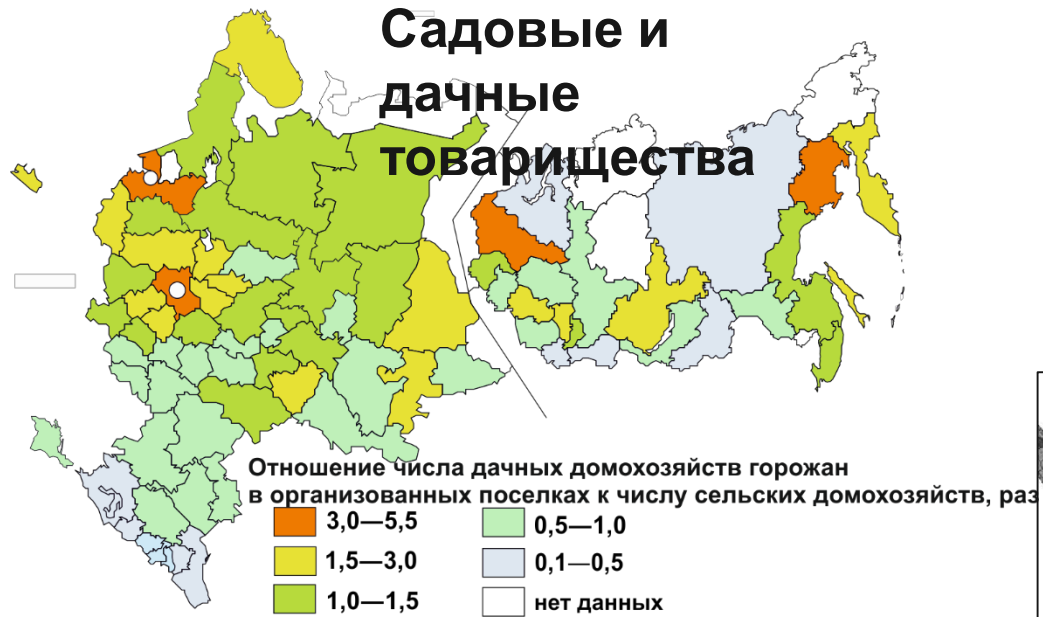 Садовые и
дачные
товарищества
Отношение числа дачных домохозяйств горожан
в организованных поселках к числу сельских домохозяйств, раз
3,0—5,5
0,5—1,0
1,5—3,0
0,1—0,5
1,0—1,5
нет данных